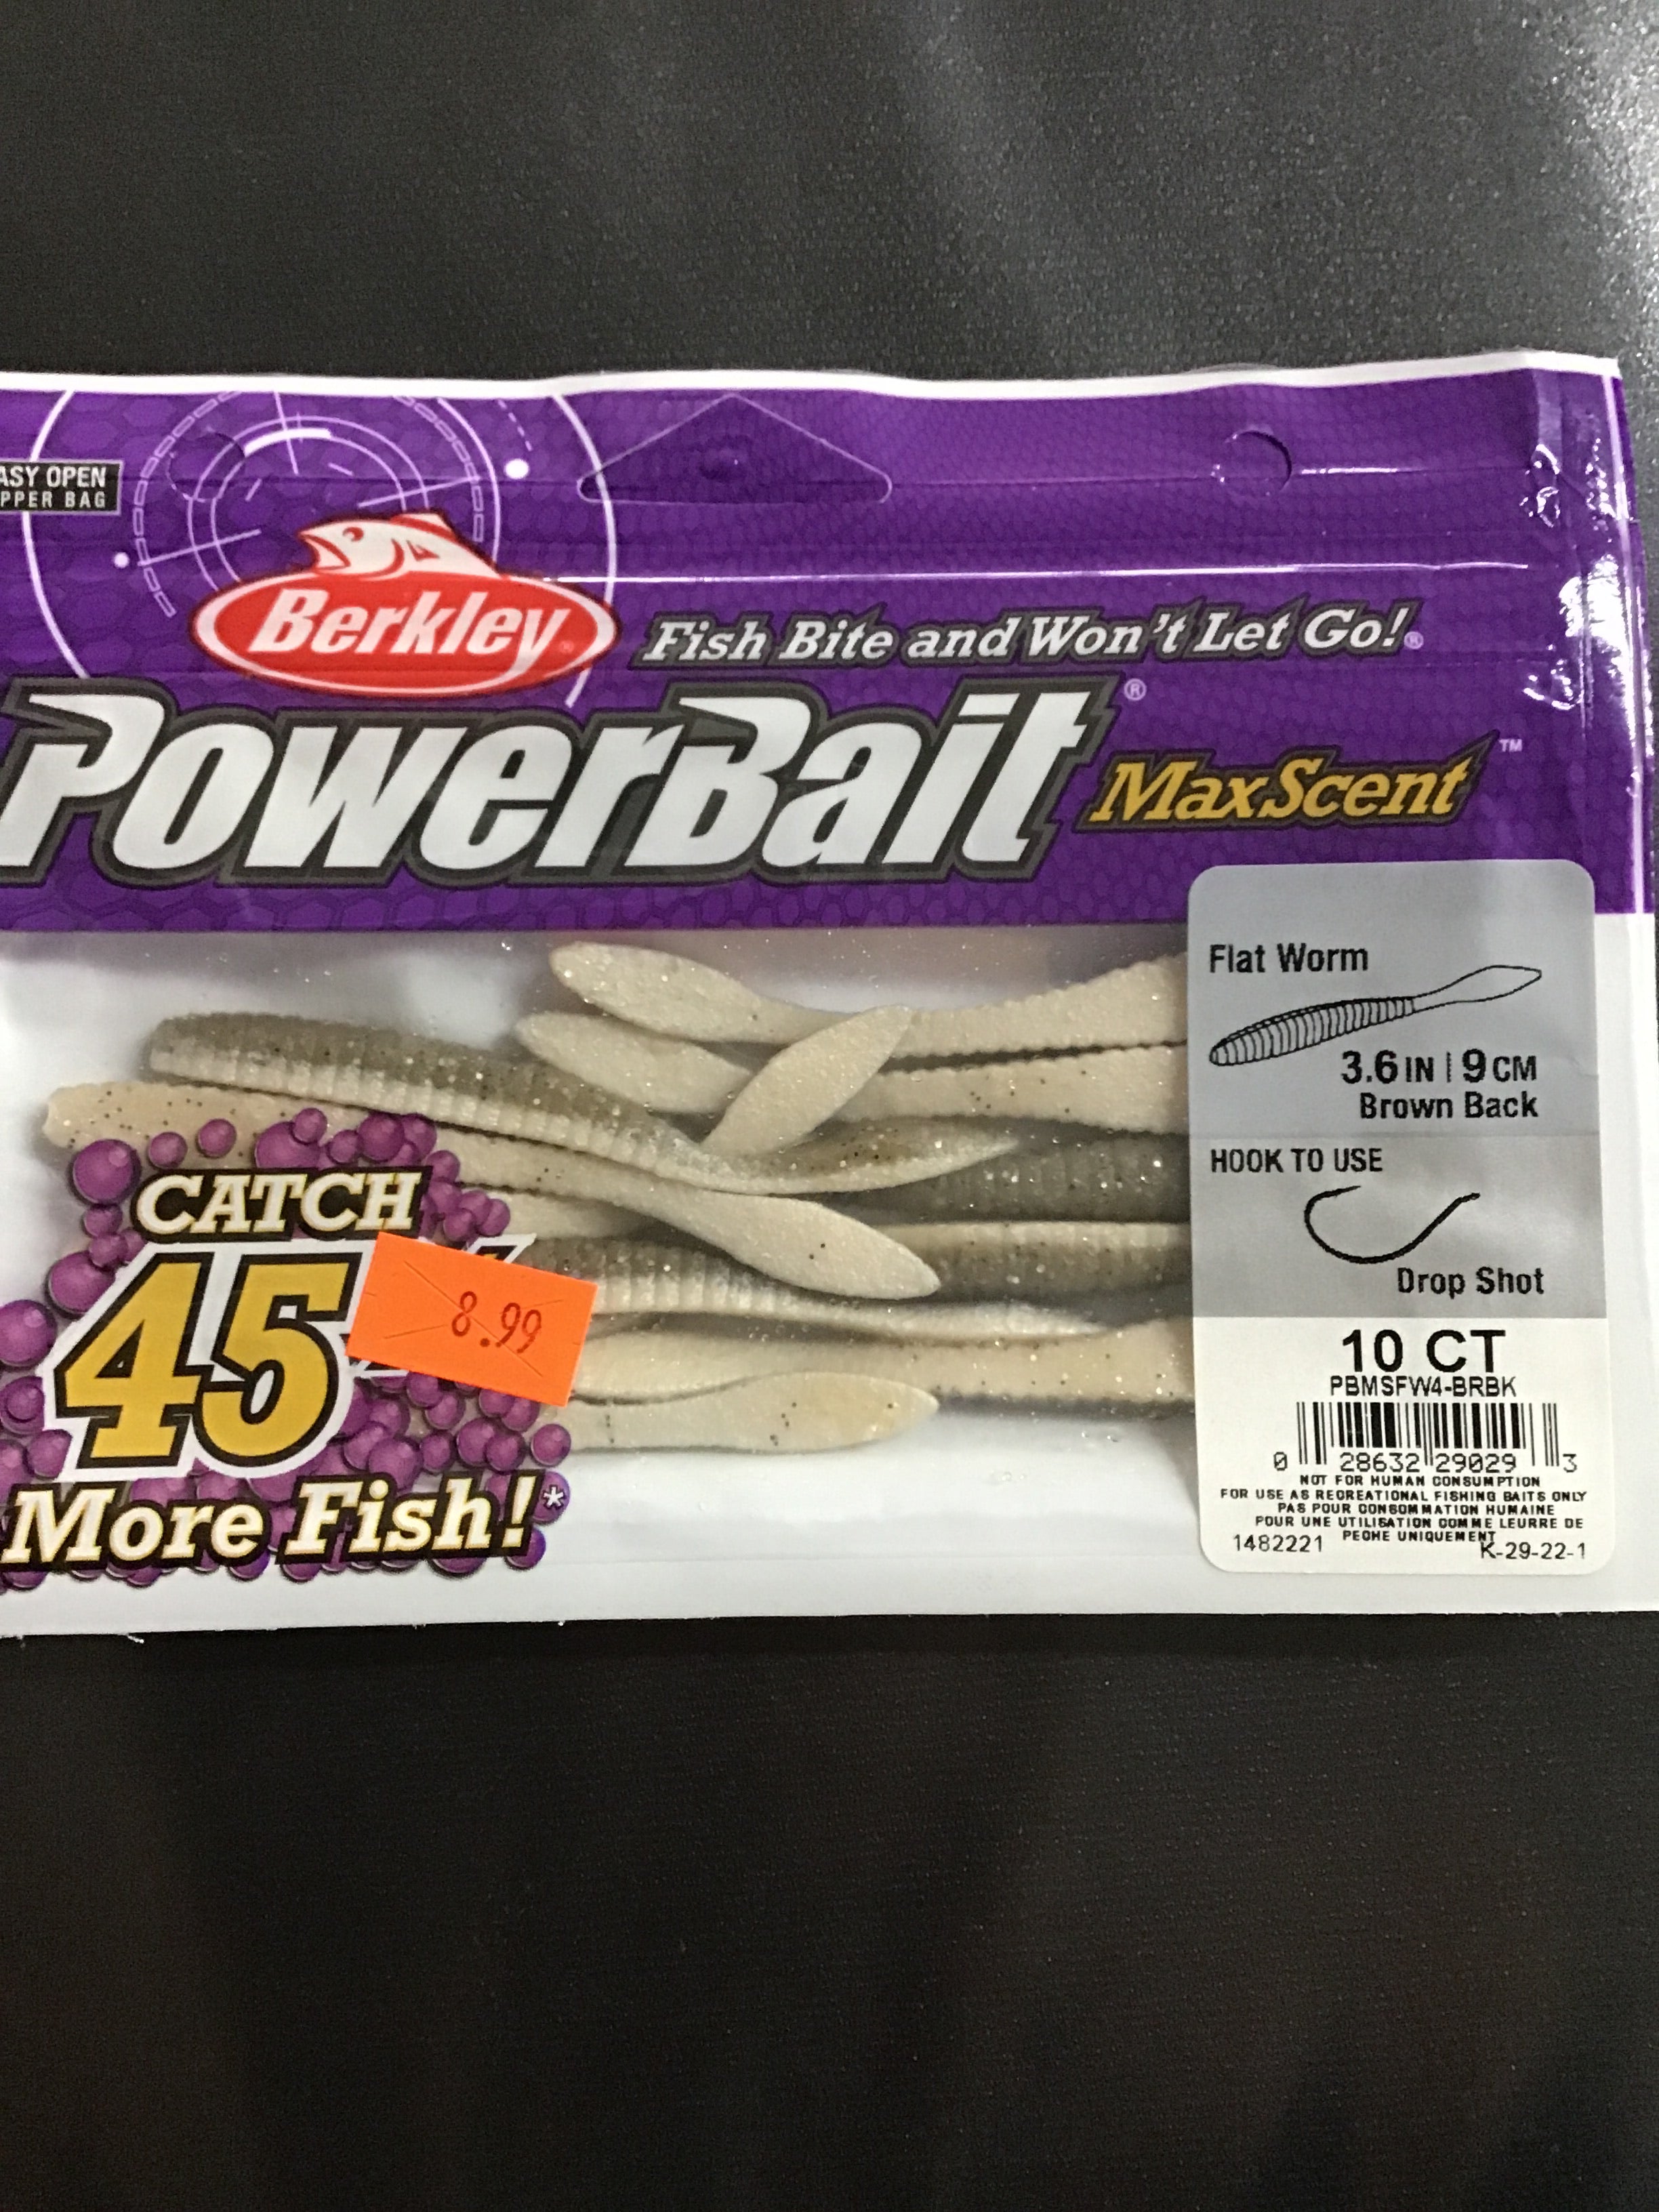 ASY OPEN
PPER BAG
Berkley
Fish Bite and Won't Let Go!®
PowerBait®
MaxScent™
Flat Worm
3.6 IN | 9 CM
Brown Back
HOOK TO USE
Drop Shot
CATCH
45
8.99
More Fish!*
10 CT
PBMSFW4-BRBK
0 28632 29029 3
NOT FOR HUMAN CONSUMPTION
FOR USE AS RECREATIONAL FISHING BAITS ONLY
PAS POUR CONSOMMATION HUMAINE
POUR UNE UTILISATION COMME LEURRE DE
PECHE UNIQUEMENT
1482221
K-29-22-1